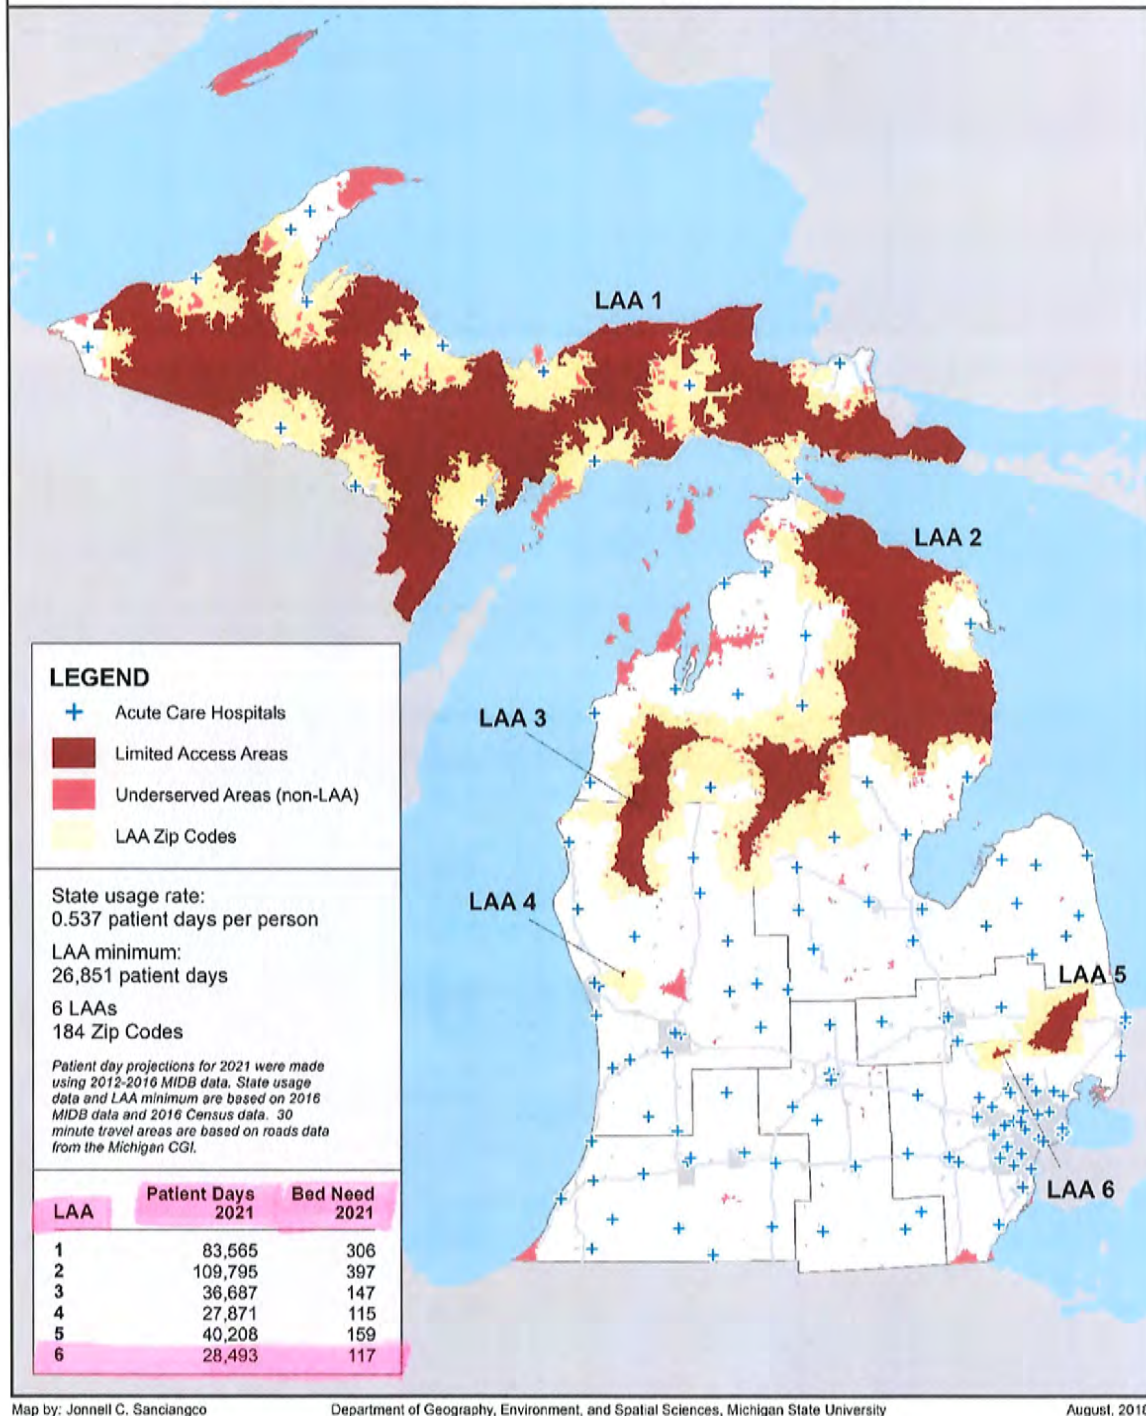 LAA 1
LAA 2
LAA 3
LAA 4
LAA 5
LAA 6
LEGEND
Acute Care Hospitals
Limited Access Areas
Underserved Areas (non-LAA)
LAA Zip Codes
State usage rate:
0.537 patient days per person
LAA minimum:
26,851 patient days
6 LAAs
184 Zip Codes
Patient day projections for 2021 were made
using 2012-2016 MIDB data. State usage
data and LAA minimum are based on 2016
MIDB data and 2016 Census data. 30
minute travel areas are based on roads data
from the Michigan CGI.
LAA Patient Days 2021 Bed Need 2021
1 83,565 306
2 109,795 397
3 36,687 147
4 27,871 115
5 40,208 159
6 28,493 117
Map by: Jonnell C. Sanciangco Department of Geography, Environment, and Spatial Sciences, Michigan State University August,